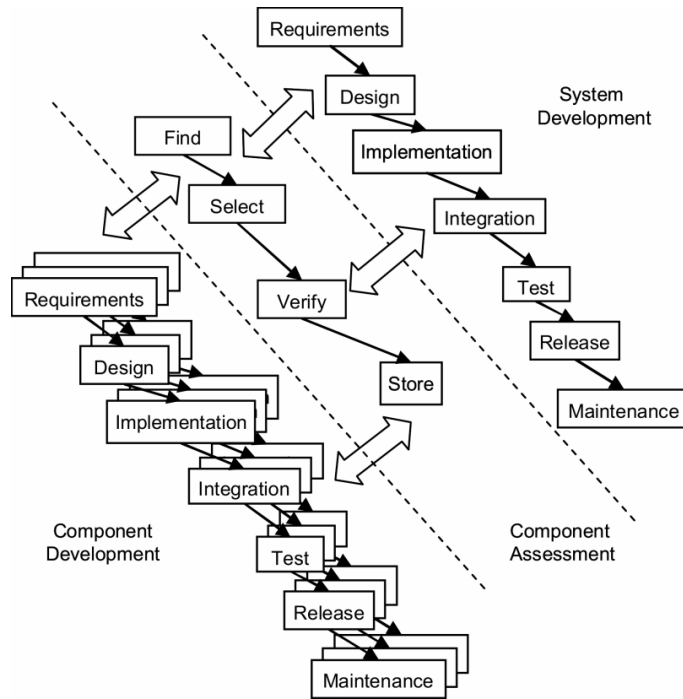 Requirements
Design
System
Development
Implementation
Find
Select
Integration
Requirements
Test
Verify
Design
Release
Store
Implementation
Maintenance
Integration
Component
Development
Component
Assessment
Test
Release
Maintenance